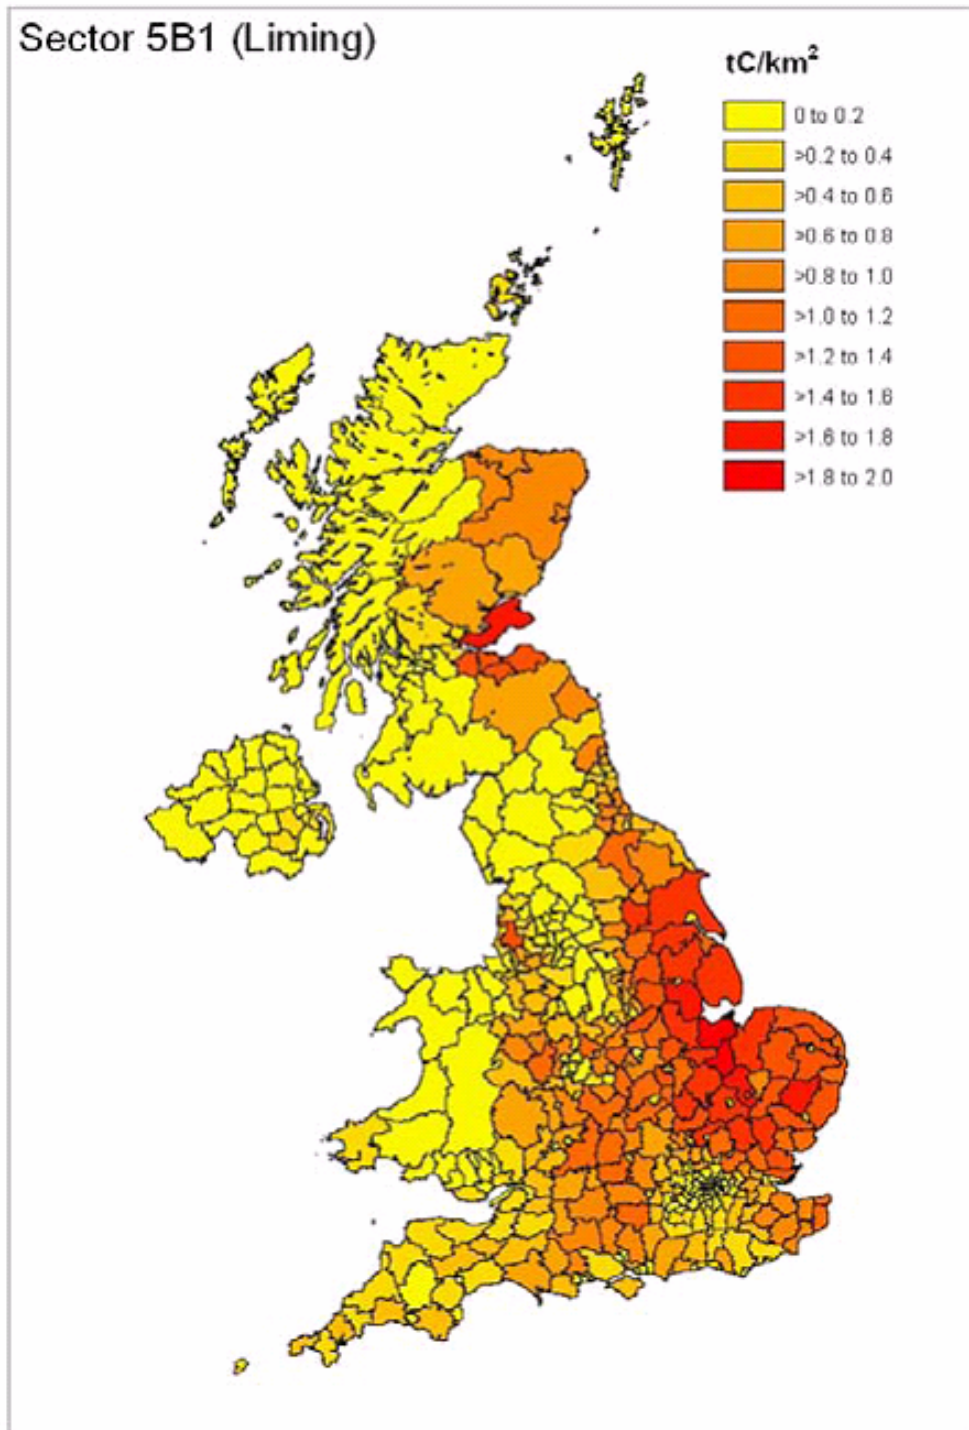 Sector 5B1 (Liming)
tC/km²
0 to 0.2
>0.2 to 0.4
>0.4 to 0.6
>0.6 to 0.8
>0.8 to 1.0
>1.0 to 1.2
>1.2 to 1.4
>1.4 to 1.6
>1.6 to 1.8
>1.8 to 2.0